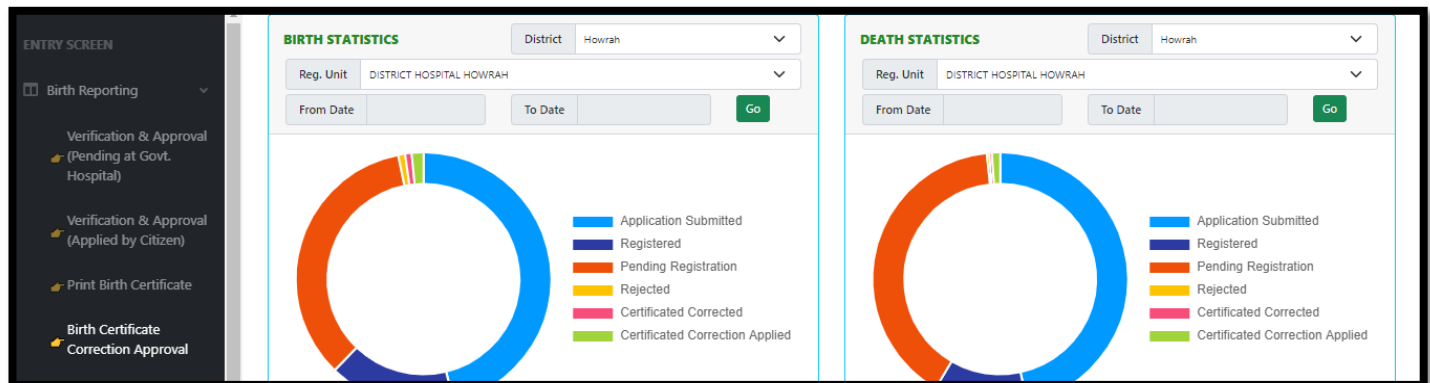 ENTRY SCREEN
Birth Reporting
Verification & Approval
(Pending at Govt.
Hospital)
Verification & Approval
(Applied by Citizen)
Print Birth Certificate
Birth Certificate
Correction Approval
BIRTH STATISTICS
District Howrah
Reg. Unit DISTRICT HOSPITAL HOWRAH
From Date To Date Go
Application Submitted
Registered
Pending Registration
Rejected
Certificated Corrected
Certificated Correction Applied
DEATH STATISTICS
District Howrah
Reg. Unit DISTRICT HOSPITAL HOWRAH
From Date To Date Go
Application Submitted
Registered
Pending Registration
Rejected
Certificated Corrected
Certificated Correction Applied